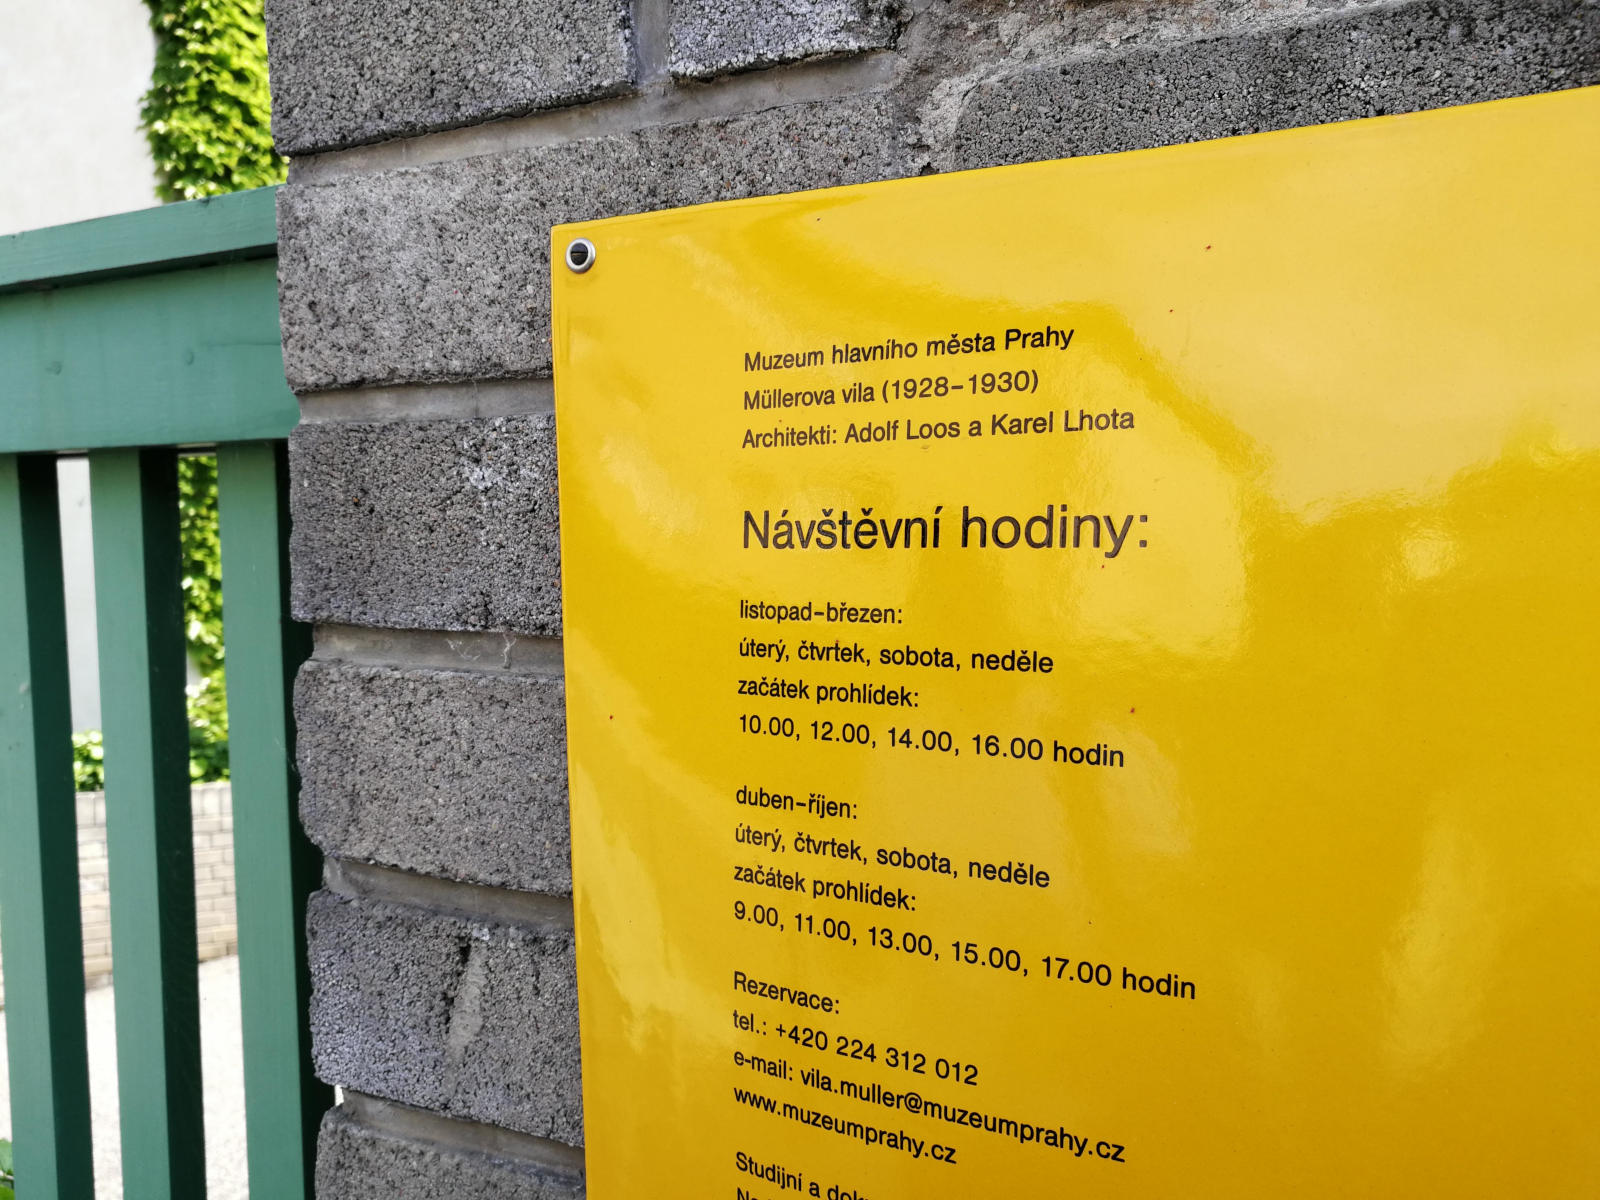 Muzeum hlavního města Prahy
Müllerova vila (1928–1930)
Architekti: Adolf Loos a Karel Lhota
Návštěvní hodiny:
listopad–březen:
úterý, čtvrtek, sobota, neděle
začátek prohlídek:
10.00, 12.00, 14.00, 16.00 hodin
duben–říjen:
úterý, čtvrtek, sobota, neděle
začátek prohlídek:
9.00, 11.00, 13.00, 15.00, 17.00 hodin
Rezervace:
tel.: +420 224 312 012
e-mail: vila.muller@muzeumprahy.cz
www.muzeumprahy.cz
Studijní a